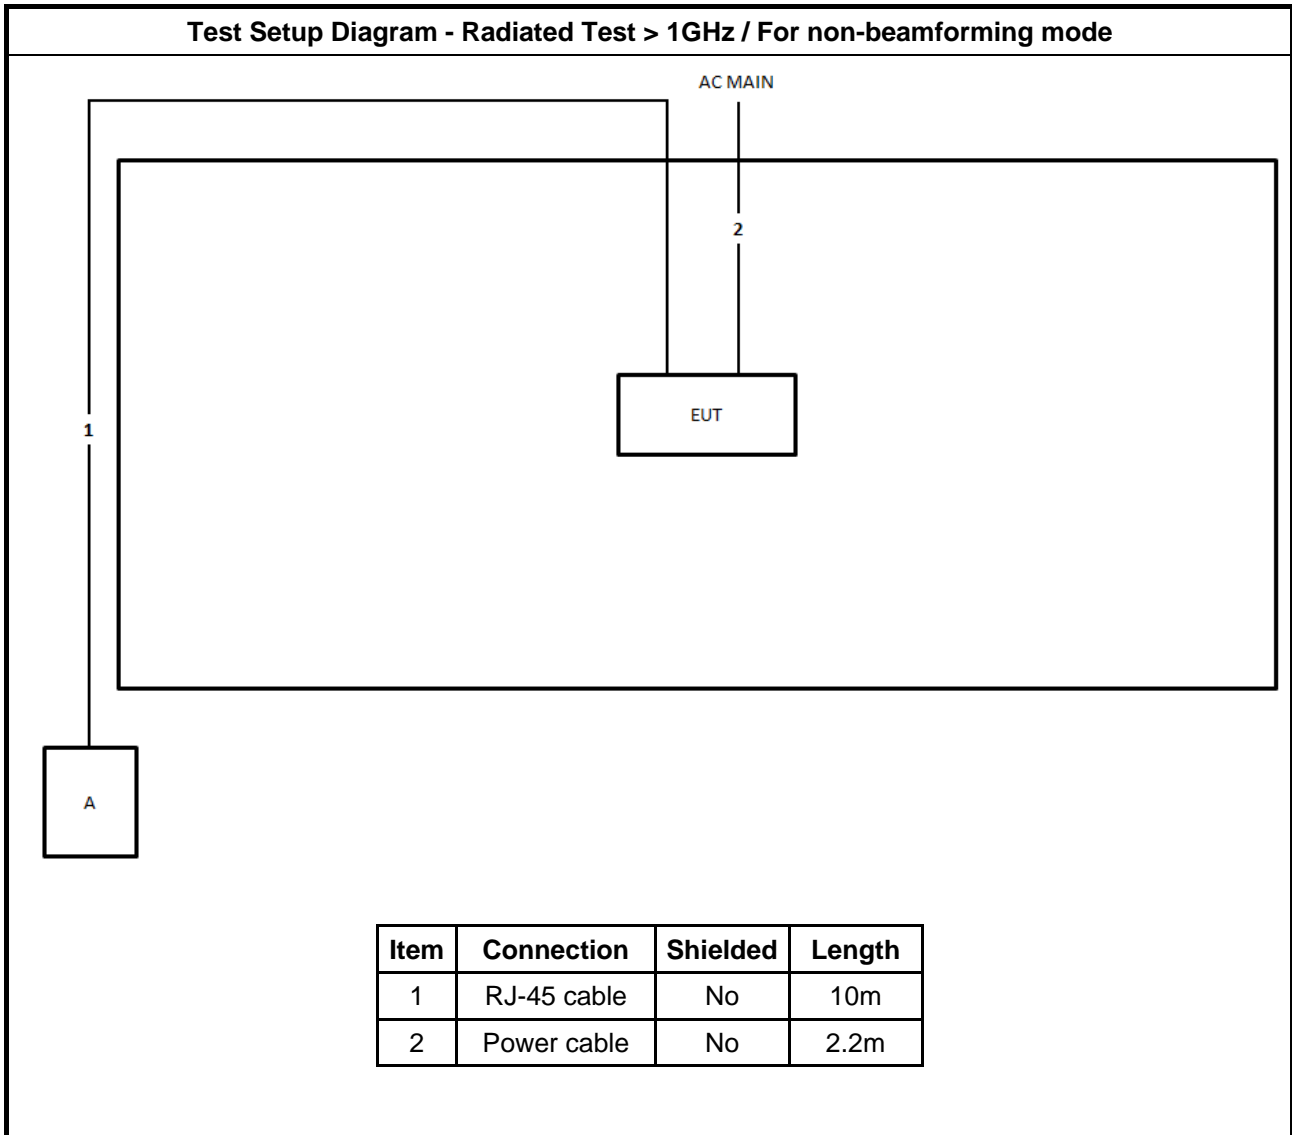 Test Setup Diagram - Radiated Test > 1GHz / For non-beamforming mode
AC MAIN
2
EUT
1
A
Item Connection Shielded Length
1 RJ-45 cable No 10m
2 Power cable No 2.2m